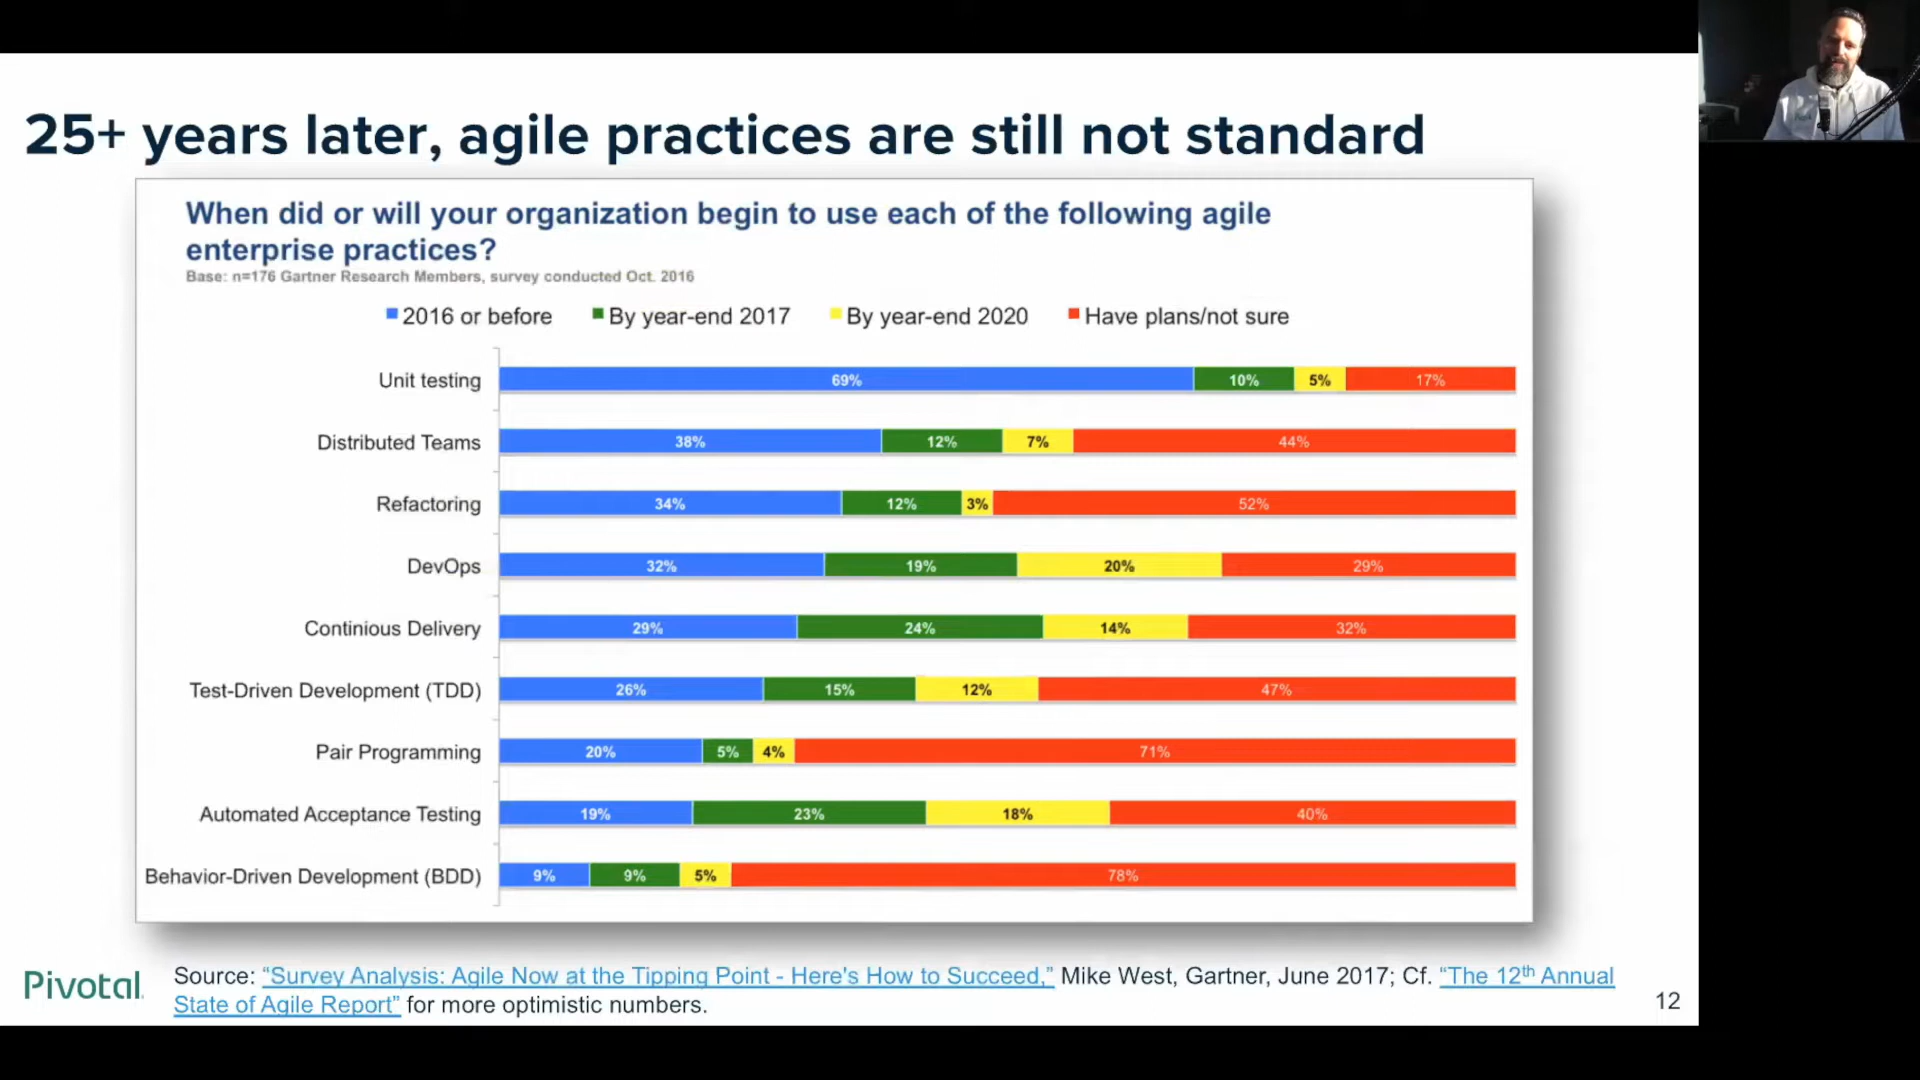 25+ years later, agile practices are still not standard
When did or will your organization begin to use each of the following agile
enterprise practices?
Base: n=176 Gartner Research Members, survey conducted Oct. 2016
2016 or before By year-end 2017 By year-end 2020 Have plans/not sure
Unit testing 69% 10% 5% 17%
Distributed Teams 38% 12% 7% 44%
Refactoring 34% 12% 3% 52%
DevOps 32% 19% 20% 29%
Continious Delivery 29% 24% 14% 32%
Test-Driven Development (TDD) 26% 15% 12% 47%
Pair Programming 20% 5% 4% 71%
Automated Acceptance Testing 19% 23% 18% 40%
Behavior-Driven Development (BDD) 9% 9% 5% 78%
Pivotal
Source: “Survey Analysis: Agile Now at the Tipping Point - Here's How to Succeed,” Mike West, Gartner, June 2017; Cf. “The 12th Annual
State of Agile Report” for more optimistic numbers.
12